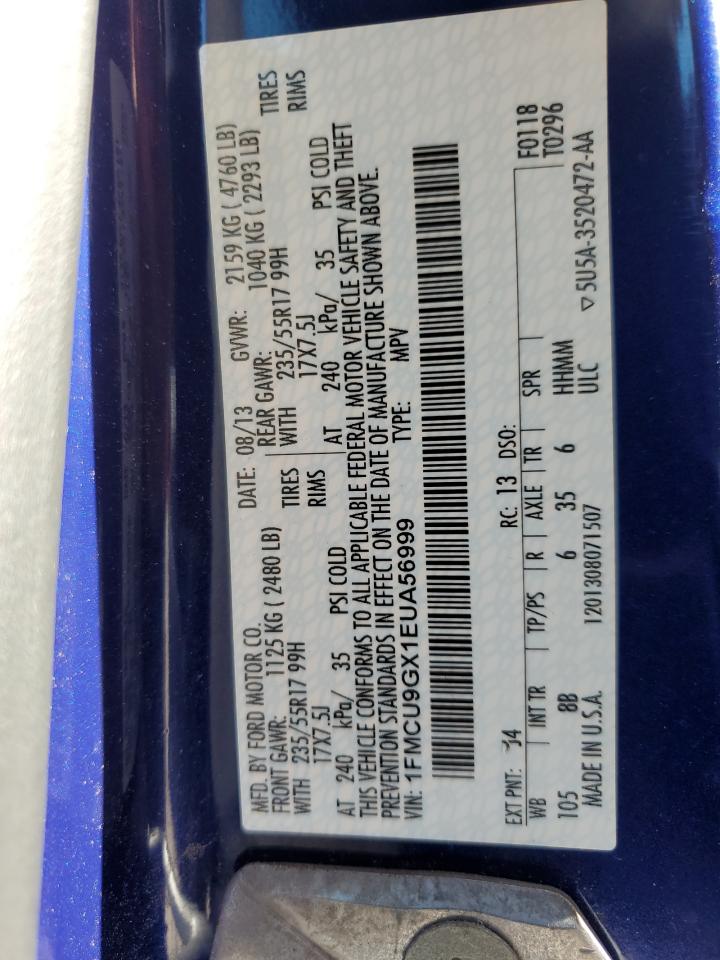 MFD. BY FORD MOTOR CO. DATE: 08/13 GVWR: 2159 KG ( 4760 LB)
FRONT GAWR: 1125 KG ( 2480 LB) REAR GAWR: 1040 KG ( 2293 LB)
WITH 235/55R17 99H TIRES WITH 235/55R17 99H TIRES
17X7.5J RIMS 17X7.5J RIMS
AT 240 kPa/ 35 PSI COLD AT 240 kPa/ 35 PSI COLD
THIS VEHICLE CONFORMS TO ALL APPLICABLE FEDERAL MOTOR VEHICLE SAFETY AND THEFT
PREVENTION STANDARDS IN EFFECT ON THE DATE OF MANUFACTURE SHOWN ABOVE.
VIN: 1FMCU9GX1EUA56999 TYPE: MPV
EXT PNT: J4 RC: 13 DSO: F0118
WB INT TR TP/PS R AXLE TR SPR T0296
105 8B 6 35 6 HHMM
MADE IN U.S.A. 1201308071507 ULC ▽5U5A-3520472-AA